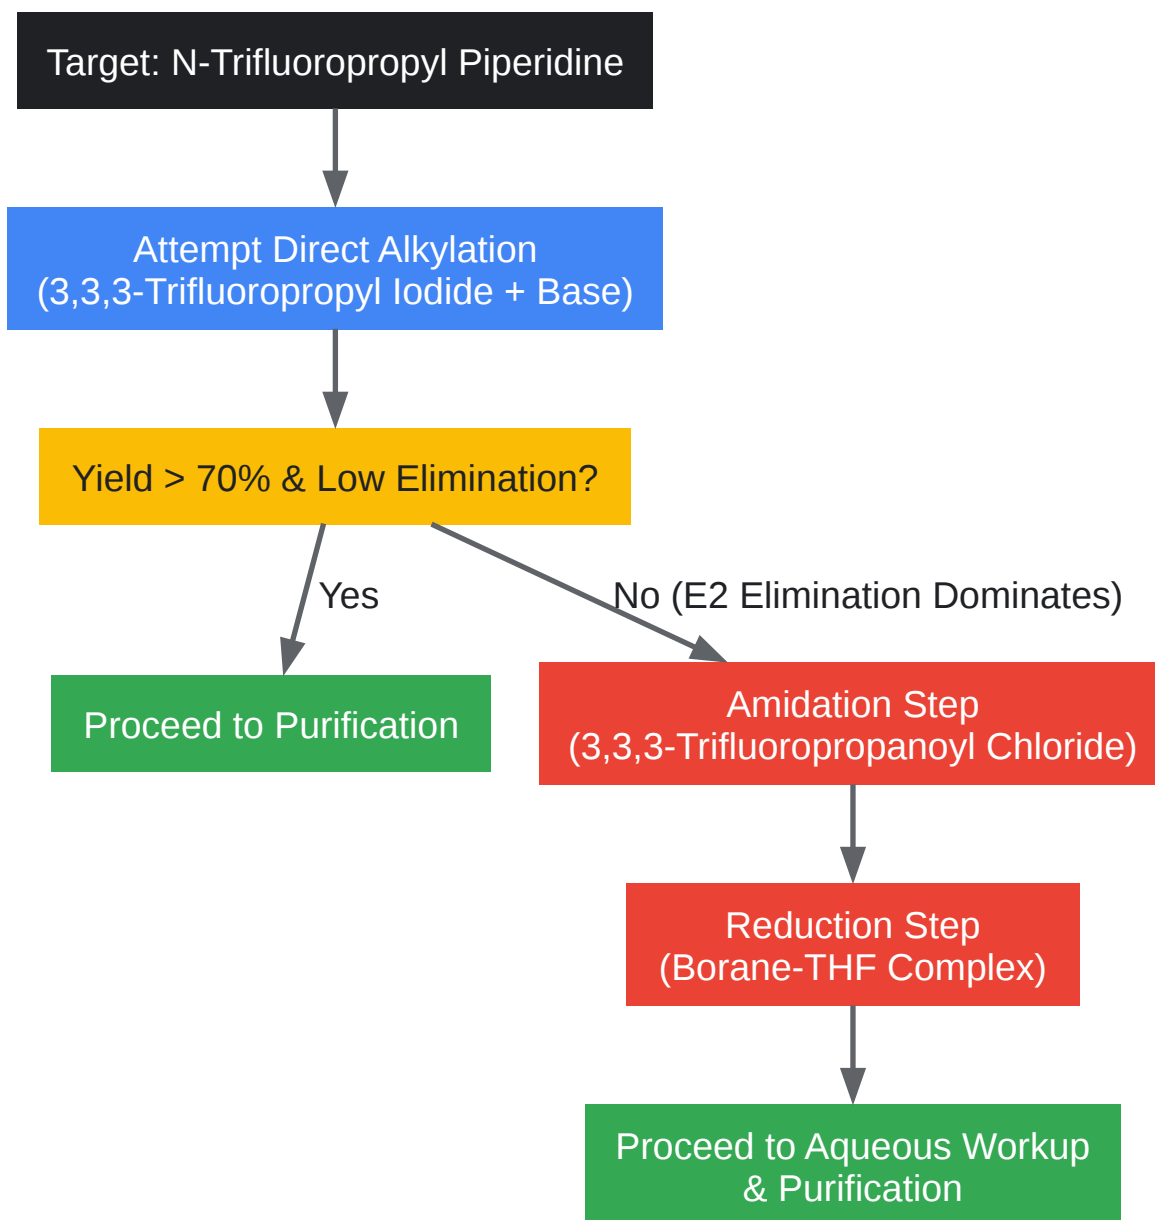 Target: N-Trifluoropropyl Piperidine
Attempt Direct Alkylation
(3,3,3-Trifluoropropyl Iodide + Base)
Yield > 70% & Low Elimination?
Yes
No (E2 Elimination Dominates)
Proceed to Purification
Amidation Step
(3,3,3-Trifluoropropanoyl Chloride)
Reduction Step
(Borane-THF Complex)
Proceed to Aqueous Workup
& Purification